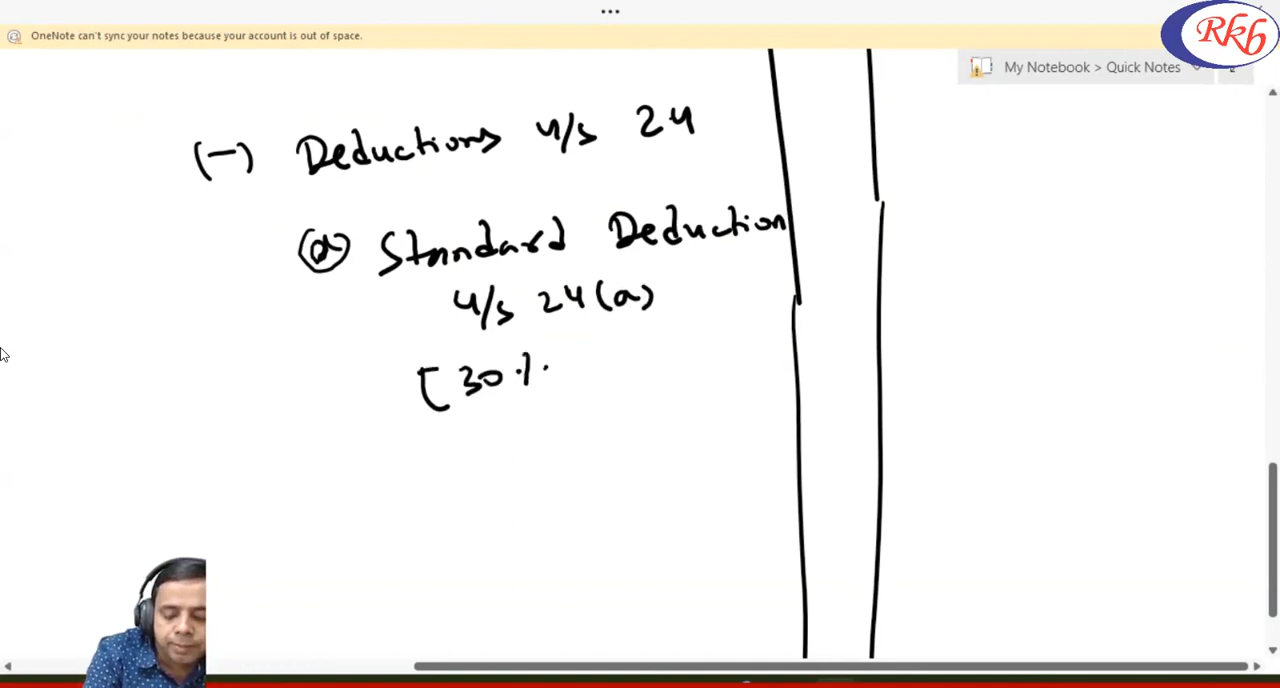 OneNote can't sync your notes because your account is out of space.
RKb
My Notebook > Quick Notes
(-) Deductions u/s 24
(a) Standard Deduction
u/s 24(a)
[30%.